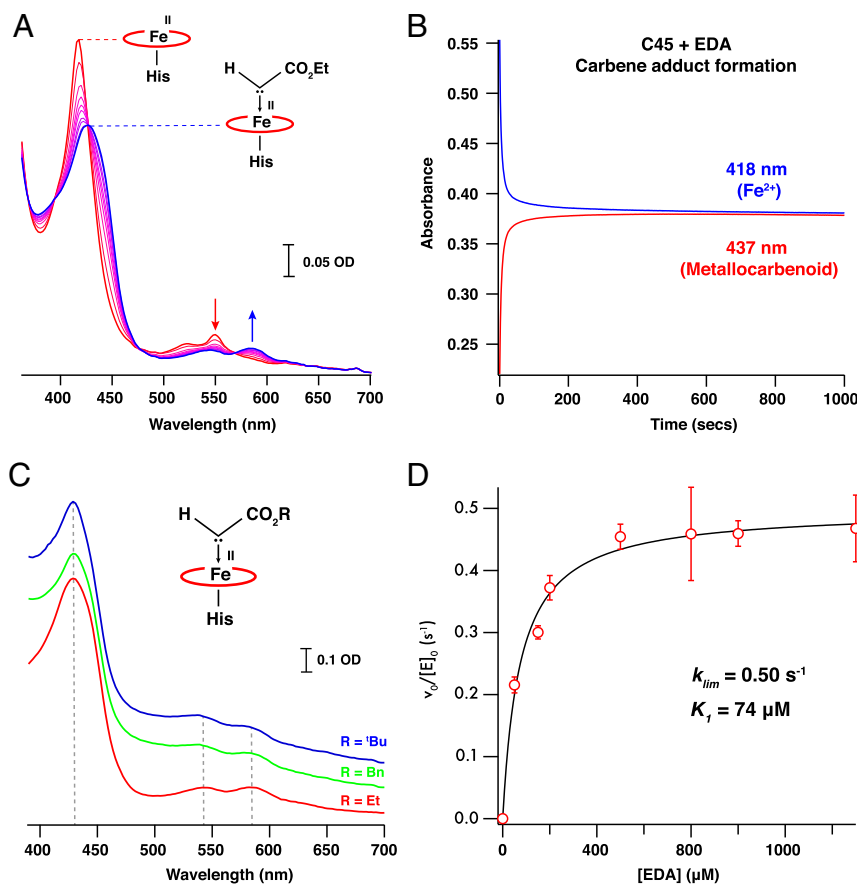 A
II
Fe
His
H
CO2Et
II
Fe
His
0.05 OD
400 450 500 550 600 650 700
Wavelength (nm)
B
C45 + EDA
Carbene adduct formation
0.55
0.50
0.45
0.40
0.35
0.30
0.25
Absorbance
418 nm
(Fe2+)
437 nm
(Metallocarbenoid)
0 200 400 600 800 1000
Time (secs)
C
H
CO2R
II
Fe
His
0.1 OD
R = tBu
R = Bn
R = Et
400 450 500 550 600 650 700
Wavelength (nm)
D
0.5
0.4
0.3
0.2
0.1
0.0
ν0/[E]0 (s-1)
klim = 0.50 s-1
K1 = 74 µM
0 400 800 1200
[EDA] (µM)